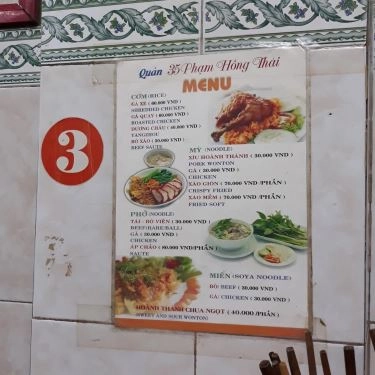 3
Quán 35 Phạm Hồng Thái
MENU
CƠM (RICE)
GÀ XÉ ( 40.000 VND )
SHREDDED CHICKEN
GÀ QUAY ( 60.000 VND )
ROASTED CHICKEN
DƯƠNG CHÂU ( 40.000 VND )
YANGZHOU
BÒ XÀO ( 50.000 VND )
BEEF SAUTE
MỲ (NOODLE)
XÍU HOÀNH THÁNH ( 30.000 VND )
PORK WONTON
GÀ ( 30.000 VND )
CHICKEN
XÀO GIÒN ( 70.000 VND /PHẦN )
CRISPY FRIED
XÀO MỀM ( 70.000 VND /PHẦN )
FRIED SOFT
PHỞ (NOODLE)
TÁI - BÒ VIÊN ( 30.000 VND )
BEEF(RARE/BALL)
GÀ ( 30.000 VND )
CHICKEN
ÁP CHẢO ( 80.000 VND/PHẦN )
SAUTE
MIẾN (SOYA NOODLE)
BÒ/ BEEF ( 30.000 VND )
GÀ/ CHICKEN ( 30.000 VND )
HOÀNH THÁNH CHUA NGỌT ( 40.000 /PHẦN )
(SWEET AND SOUR WONTON)